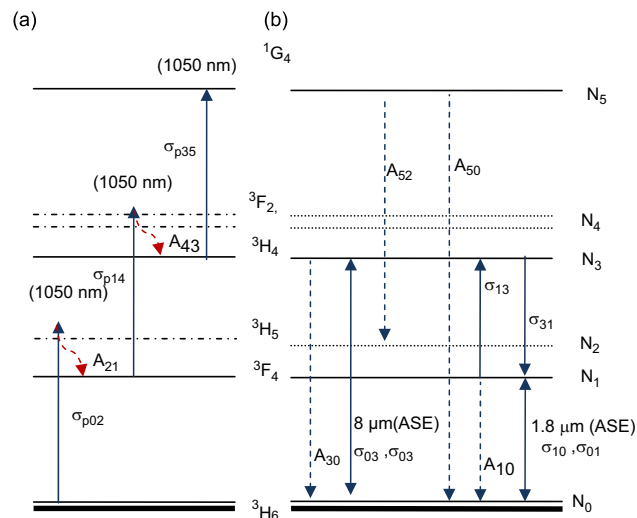 (a)
(b)
(1050 nm)
¹G₄
N₅
σₚ₃₅
A₅₂
A₅₀
(1050 nm)
³F₂,
N₄
A₄₃
³H₄
N₃
σₚ₁₄
σ₁₃
(1050 nm)
σ₃₁
³H₅
N₂
A₂₁
³F₄
N₁
σₚ₀₂
8 μm(ASE)
1.8 μm (ASE)
A₃₀
σ₀₃ ,σ₀₃
A₁₀
σ₁₀ ,σ₀₁
³H₆
N₀